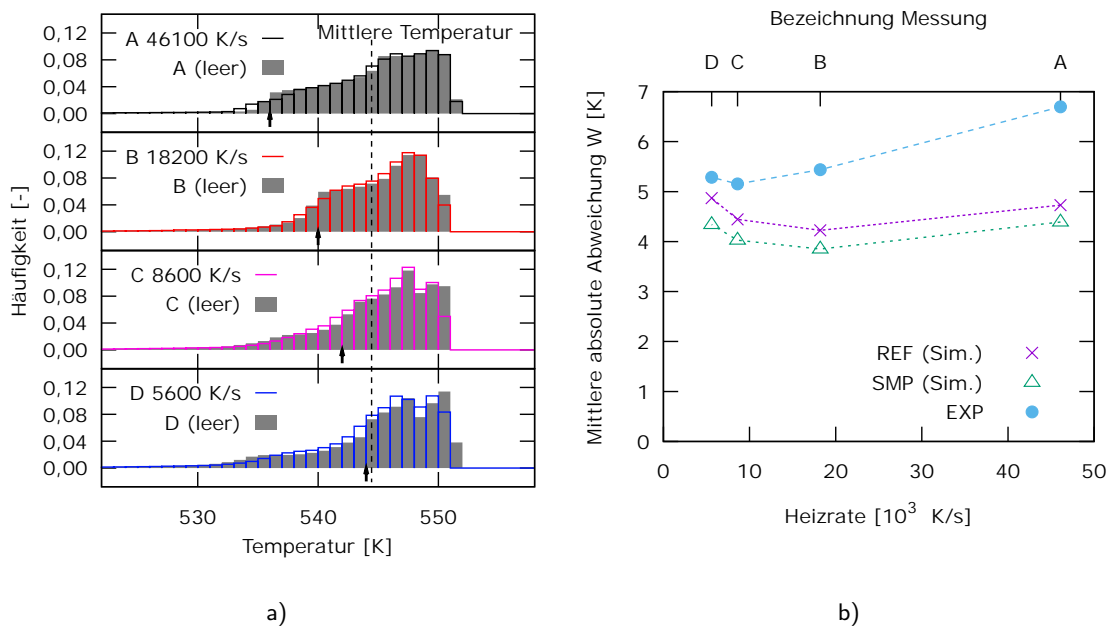 Mittlere Temperatur
0,12
0,08
0,04
0,00
A 46100 K/s
A (leer)
0,12
0,08
0,04
0,00
B 18200 K/s
B (leer)
0,12
0,08
0,04
0,00
C 8600 K/s
C (leer)
0,12
0,08
0,04
0,00
D 5600 K/s
D (leer)
Häufigkeit [-]
530 540 550
Temperatur [K]
a)
Bezeichnung Messung
D C B A
7
6
5
4
3
2
1
0
Mittlere absolute Abweichung W [K]
REF (Sim.)
SMP (Sim.)
EXP
0 10 20 30 40 50
Heizrate [10³ K/s]
b)